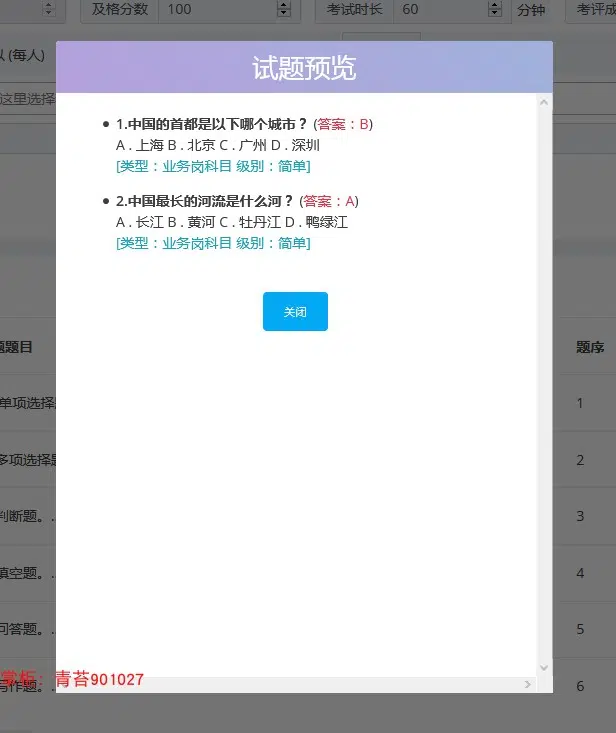 及格分数 100 考试时长 60 分钟 考评成
(每人)
这里选择
试题预览
1.中国的首都是以下哪个城市？ (答案：B)
A . 上海 B . 北京 C . 广州 D . 深圳
[类型：业务岗科目 级别：简单]
2.中国最长的河流是什么河？ (答案：A)
A . 长江 B . 黄河 C . 牡丹江 D . 鸭绿江
[类型：业务岗科目 级别：简单]
关闭
题目 题序
单项选择 1
多项选择题 2
判断题。.. 3
填空题。.. 4
问答题。.. 5
写作题。.. 6
掌柜：青苔901027